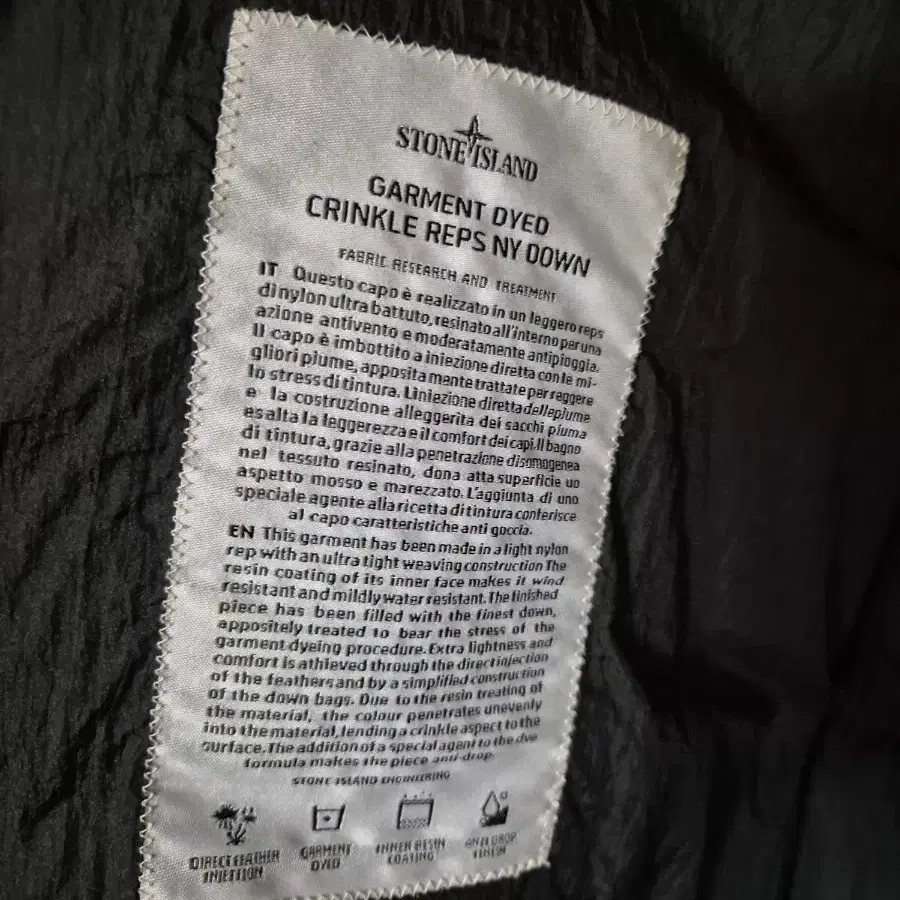 STONE ISLAND
GARMENT DYED
CRINKLE REPS NY DOWN
FABRIC RESEARCH AND TREATMENT
IT Questo capo è realizzato in un leggero reps
di nylon ultra battuto, resinato all'interno per una
azione antivento e moderatamente antipioggia.
Il capo è imbottito a iniezione diretta con le mi-
gliori piume, apposita mente trattate per reggere
lo stress di tintura. L'iniezione diretta delle piume
e la costruzione alleggerita dei sacchi piuma
esalta la leggerezza e il comfort dei capi. Il bagno
di tintura, grazie alla penetrazione disomogenea
nel tessuto resinato, dona atta superficie un
aspetto mosso e marezzato. L'aggiunta di uno
speciale agente alla ricetta di tintura conferisce
al capo caratteristiche anti goccia.
EN This garment has been made in a light nylon
rep with an ultra tight weaving construction The
resin coating of its inner face makes it wind
resistant and mildly water resistant. The finished
piece has been filled with the finest down,
appositely treated to bear the stress of the
garment dyeing procedure. Extra lightness and
comfort is athieved through the direct injection
of the feathers and by a simplified construction
of the down bags. Due to the resin treating of
the material, the colour penetrates unevenly
into the material, lending a crinkle aspect to the
surface. The addition of a special agent to the dye
formula makes the piece anti-drop.
STONE ISLAND ENGINEERING
DIRECT FEATHER
INJECTION
GARMENT
DYED
INNER RESIN
COATING
ANTI DROP
FINISH